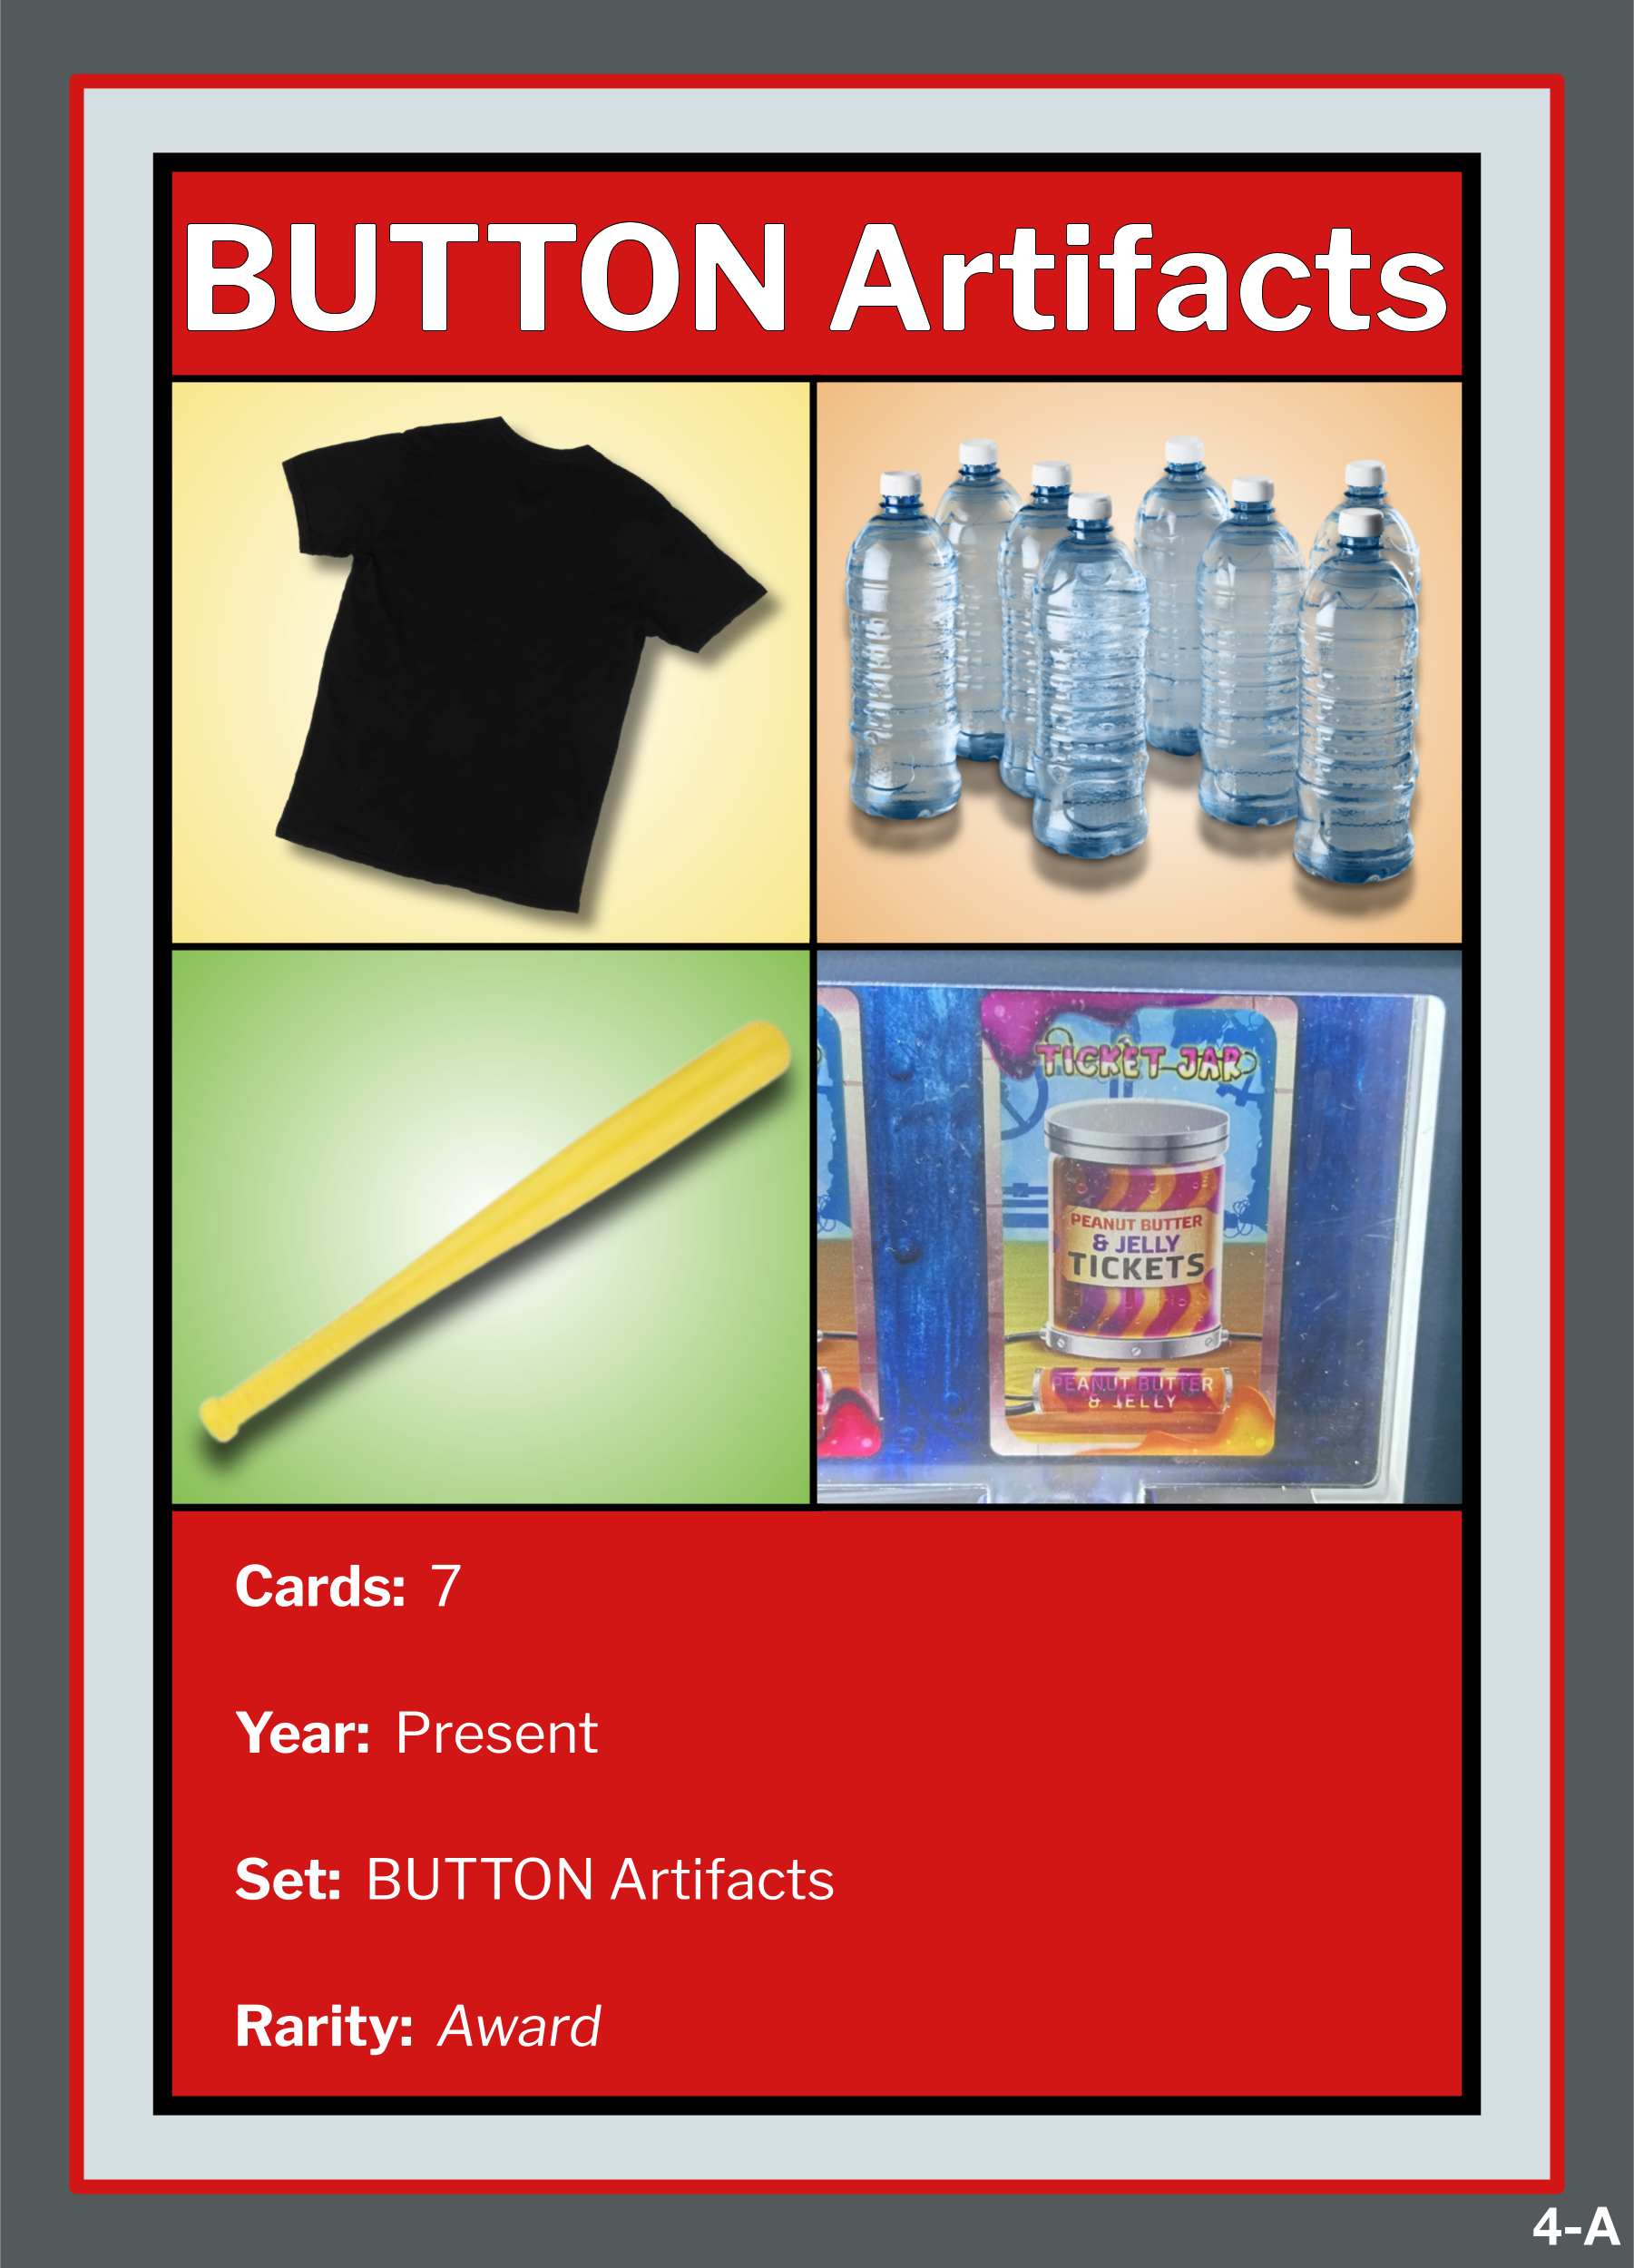 BUTTON Artifacts
TICKET JAR
PEANUT BUTTER
& JELLY
TICKETS
PEANUT BUTTER
& JELLY
Cards: 7
Year: Present
Set: BUTTON Artifacts
Rarity: Award
4-A